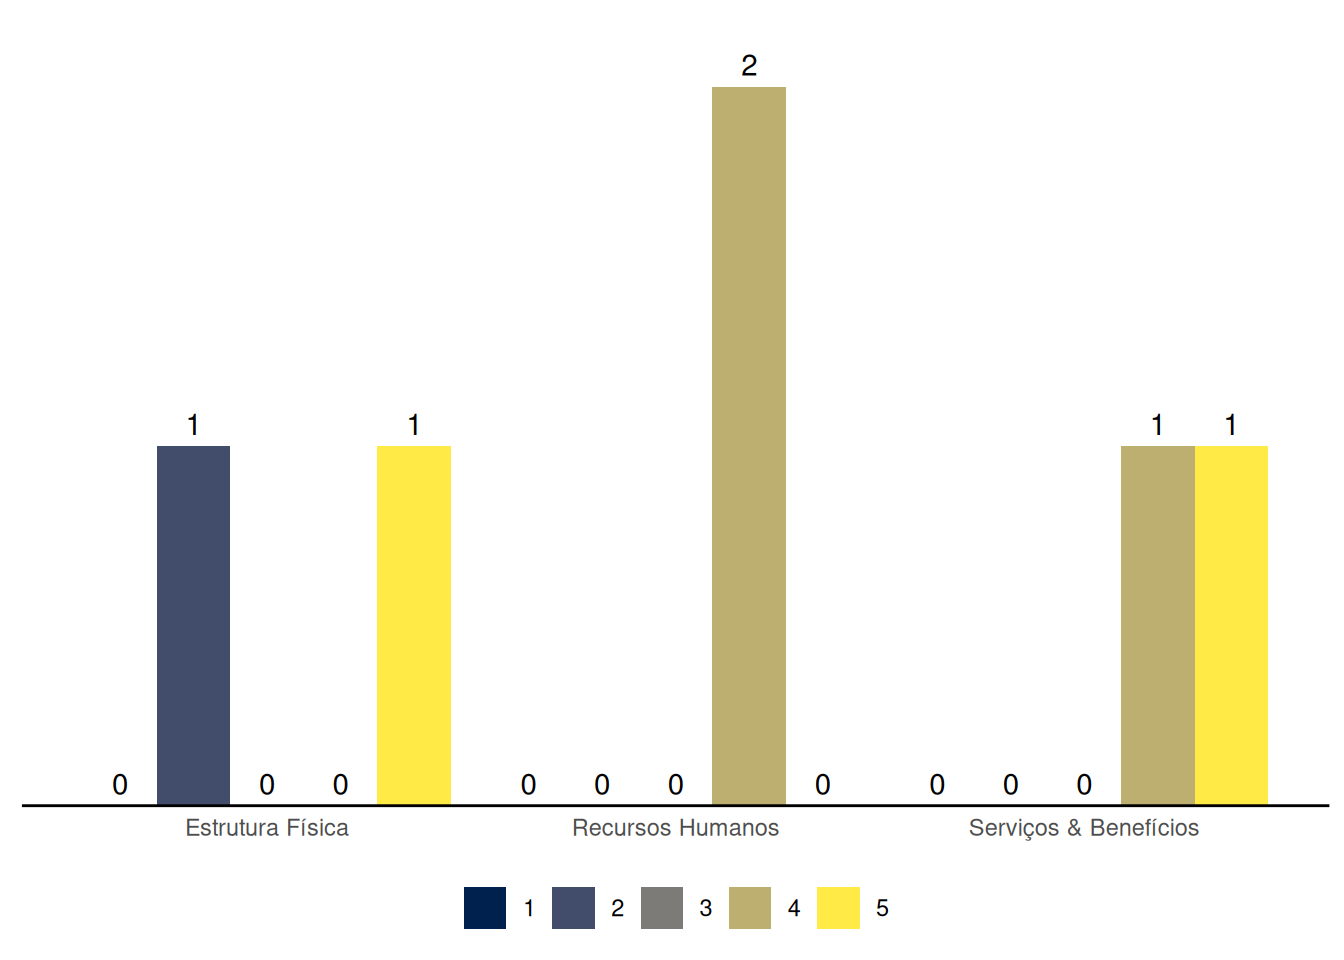 2
1 1 1 1
0 0 0 0 0 0 0 0 0 0
Estrutura Física Recursos Humanos Serviços & Benefícios
1 2 3 4 5